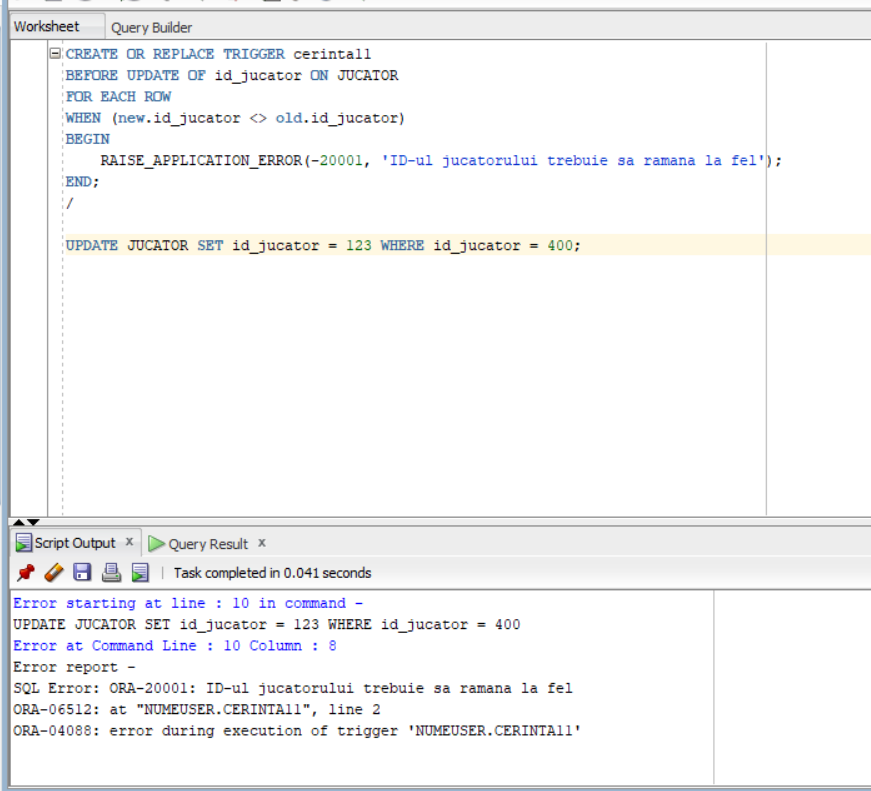 Worksheet Query Builder
CREATE OR REPLACE TRIGGER cerinta11
BEFORE UPDATE OF id_jucator ON JUCATOR
FOR EACH ROW
WHEN (new.id_jucator <> old.id_jucator)
BEGIN
    RAISE_APPLICATION_ERROR(-20001, 'ID-ul jucatorului trebuie sa ramana la fel');
END;
/
UPDATE JUCATOR SET id_jucator = 123 WHERE id_jucator = 400;
Script Output x Query Result x
Task completed in 0.041 seconds
Error starting at line : 10 in command -
UPDATE JUCATOR SET id_jucator = 123 WHERE id_jucator = 400
Error at Command Line : 10 Column : 8
Error report -
SQL Error: ORA-20001: ID-ul jucatorului trebuie sa ramana la fel
ORA-06512: at "NUMEUSER.CERINTA11", line 2
ORA-04088: error during execution of trigger 'NUMEUSER.CERINTA11'